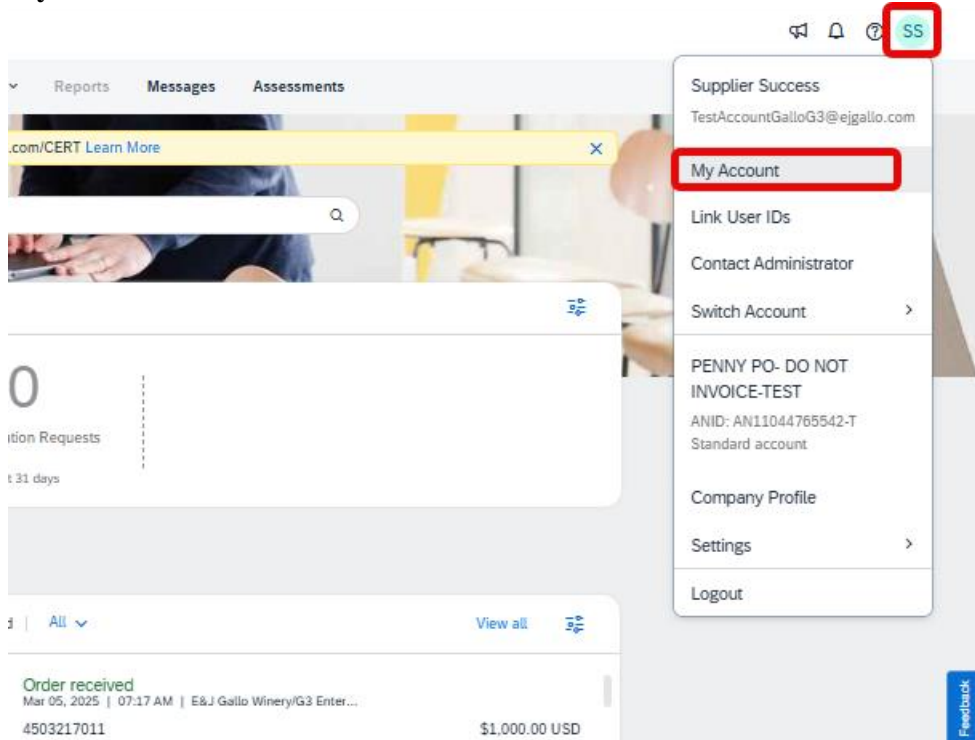 SS
Supplier Success
TestAccountGalloG3@ejgallo.com
Reports Messages Assessments
.com/CERT Learn More
My Account
Link User IDs
Contact Administrator
Switch Account
PENNY PO- DO NOT
INVOICE-TEST
ANID: AN11044765542-T
Standard account
Company Profile
Settings
Logout
0
Requests
31 days
All View all
Order received
Mar 05, 2025 | 07:17 AM | E&J Gallo Winery/G3 Enter...
4503217011 $1,000.00 USD
Feedback